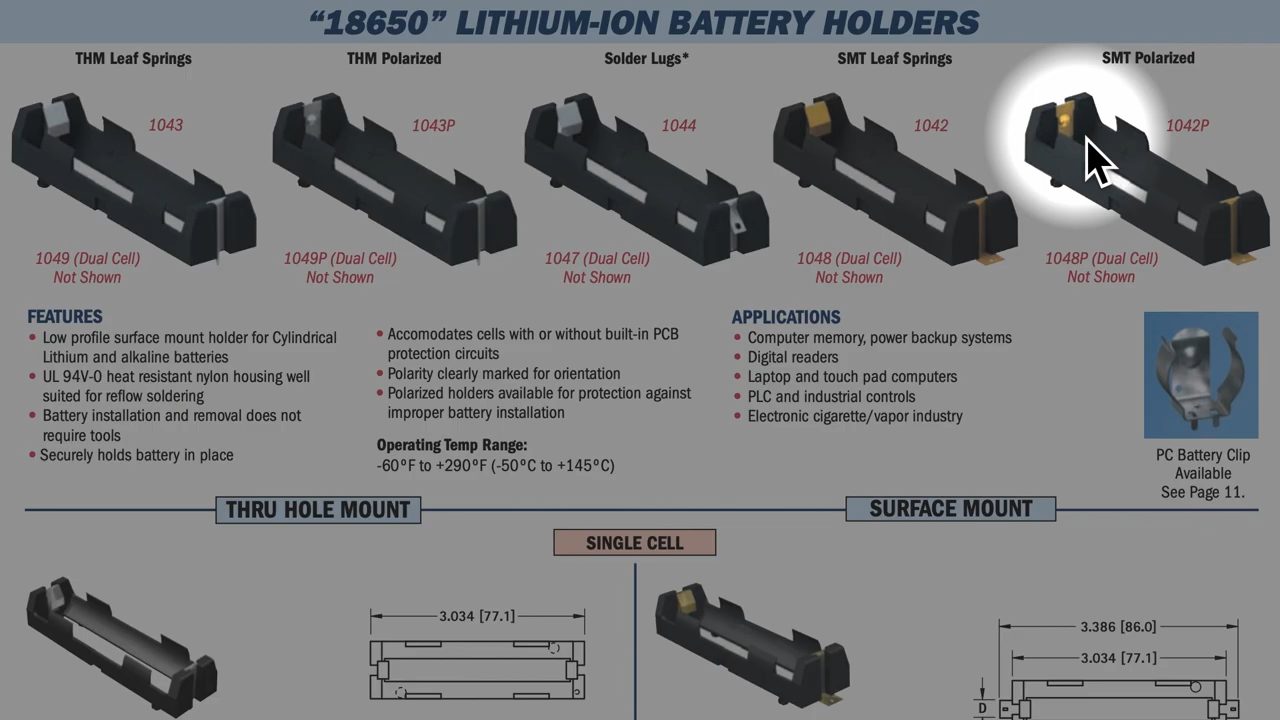 “18650” LITHIUM-ION BATTERY HOLDERS
THM Leaf Springs
THM Polarized
Solder Lugs*
SMT Leaf Springs
SMT Polarized
1043
1043P
1044
1042
1042P
1049 (Dual Cell)
Not Shown
1049P (Dual Cell)
Not Shown
1047 (Dual Cell)
Not Shown
1048 (Dual Cell)
Not Shown
1048P (Dual Cell)
Not Shown
FEATURES
• Low profile surface mount holder for Cylindrical
Lithium and alkaline batteries
• UL 94V-0 heat resistant nylon housing well
suited for reflow soldering
• Battery installation and removal does not
require tools
• Securely holds battery in place
• Accomodates cells with or without built-in PCB
protection circuits
• Polarity clearly marked for orientation
• Polarized holders available for protection against
improper battery installation
Operating Temp Range:
-60ºF to +290ºF (-50ºC to +145ºC)
APPLICATIONS
• Computer memory, power backup systems
• Digital readers
• Laptop and touch pad computers
• PLC and industrial controls
• Electronic cigarette/vapor industry
PC Battery Clip
Available
See Page 11.
THRU HOLE MOUNT
SURFACE MOUNT
SINGLE CELL
3.034 [77.1]
3.386 [86.0]
3.034 [77.1]
D